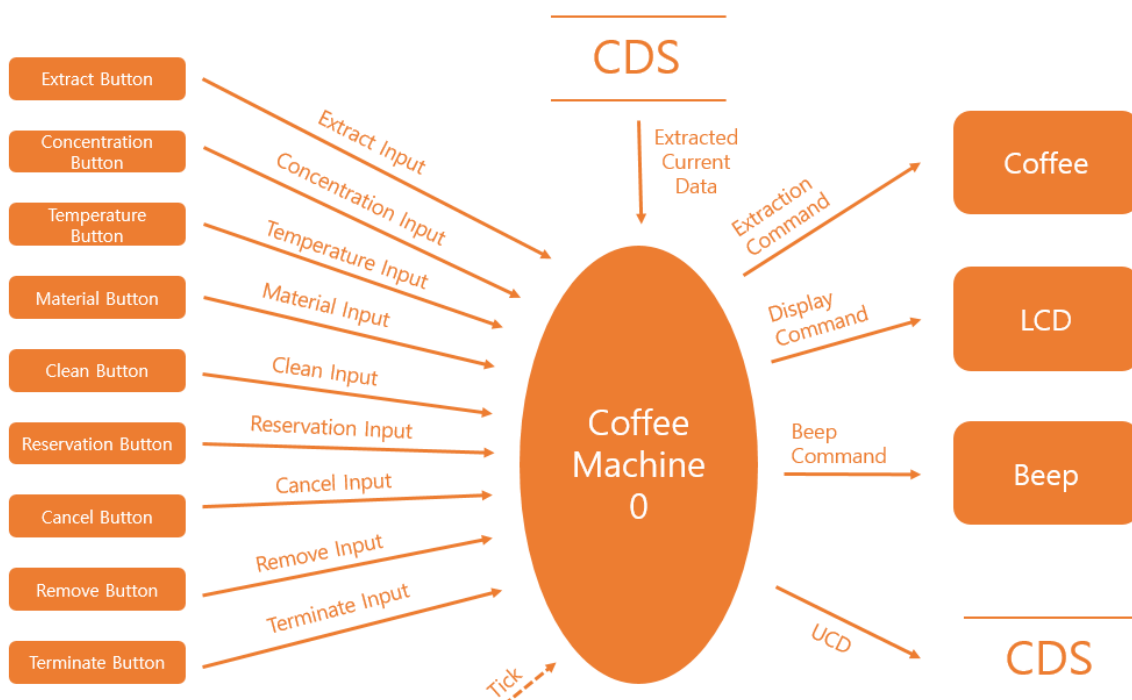 Extract Button
Concentration
Button
Temperature
Button
Material Button
Clean Button
Reservation Button
Cancel Button
Remove Button
Terminate Button
Extract Input
Concentration Input
Temperature Input
Material Input
Clean Input
Reservation Input
Cancel Input
Remove Input
Terminate Input
Tick
CDS
Extracted
Current
Data
Coffee
Machine
0
Extraction
Command
Display
Command
Beep
Command
UCD
Coffee
LCD
Beep
CDS